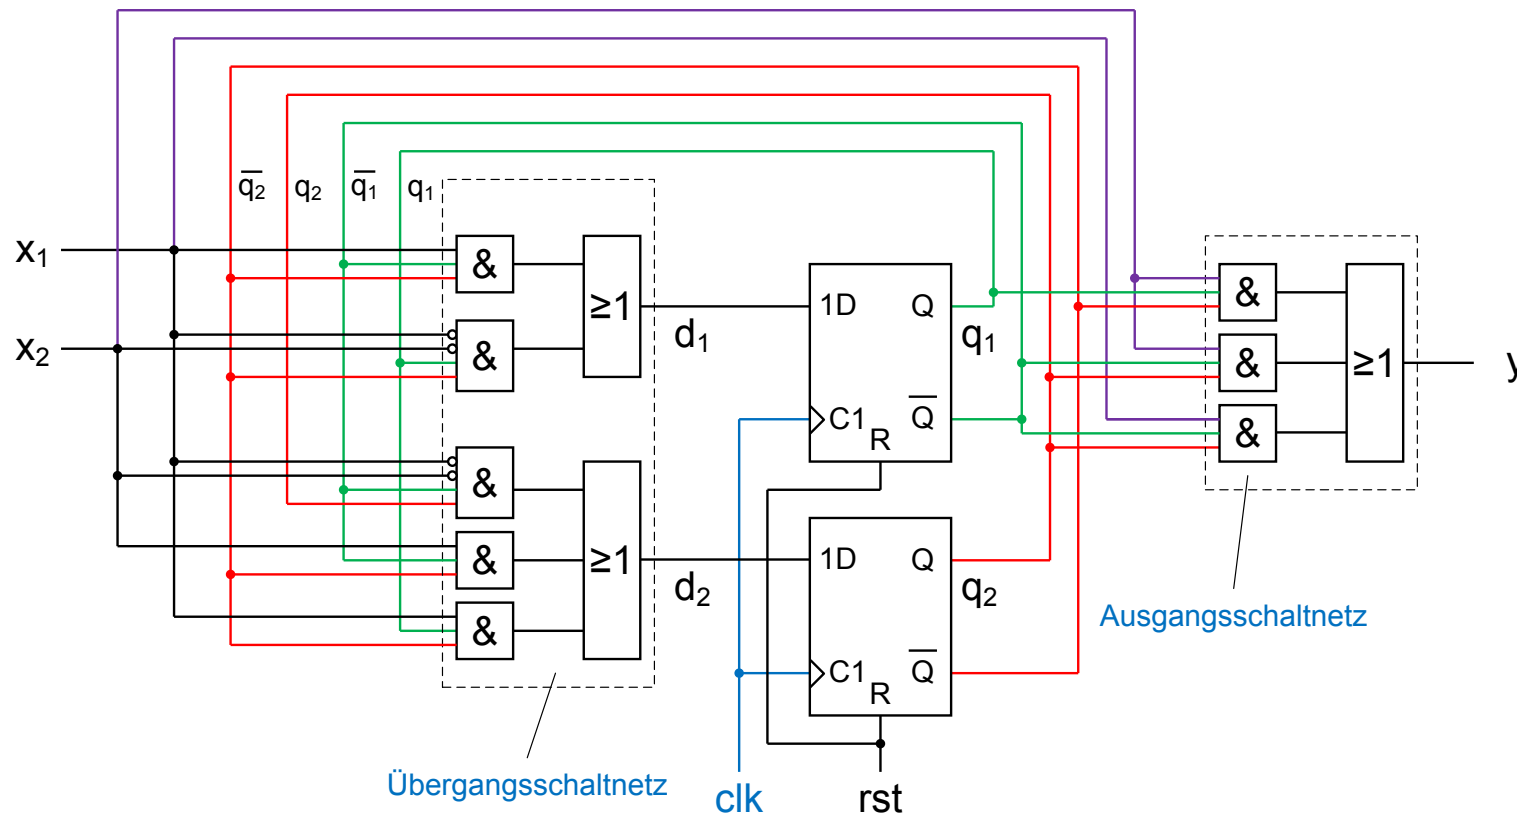 q̅₂ q₂ q̅₁ q₁
x₁
x₂
&
&
≥1
d₁
&
&
&
≥1
d₂
1D
Q
q₁
C1
Q̅
R
1D
Q
q₂
C1
Q̅
R
&
&
&
≥1
y
Ausgangsschaltnetz
Übergangsschaltnetz
clk
rst